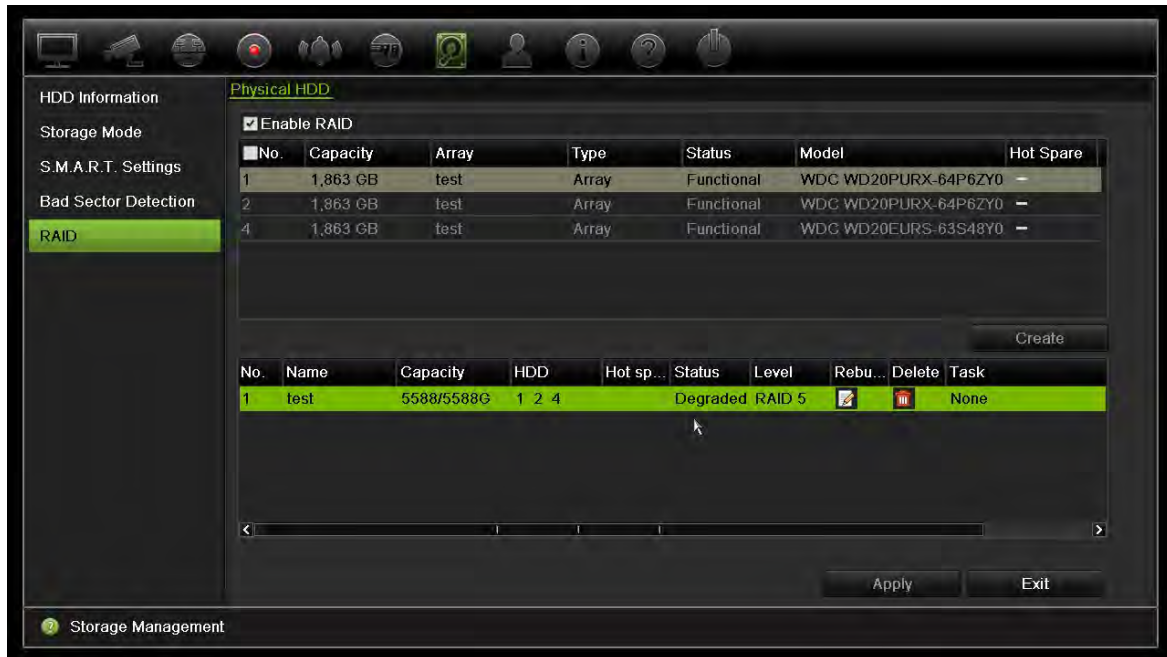 HDD Information
Storage Mode
S.M.A.R.T. Settings
Bad Sector Detection
RAID
Physical HDD
Enable RAID
No. Capacity Array Type Status Model Hot Spare
1 1,863 GB test Array Functional WDC WD20PURX-64P6ZY0 –
2 1,863 GB test Array Functional WDC WD20PURX-64P6ZY0 –
4 1,863 GB test Array Functional WDC WD20EURS-63S48Y0 –
Create
No. Name Capacity HDD Hot sp... Status Level Rebu... Delete Task
1 test 5588/5588G 1 2 4 Degraded RAID 5 None
Apply Exit
Storage Management